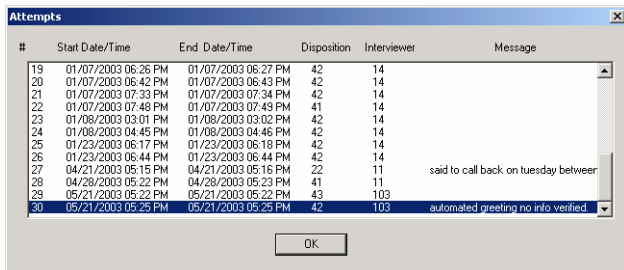 Attempts
# Start Date/Time End Date/Time Disposition Interviewer Message
19 01/07/2003 06:26 PM 01/07/2003 06:27 PM 42 14
20 01/07/2003 06:42 PM 01/07/2003 06:43 PM 42 14
21 01/07/2003 07:33 PM 01/07/2003 07:34 PM 42 14
22 01/07/2003 07:48 PM 01/07/2003 07:49 PM 41 14
23 01/08/2003 03:01 PM 01/08/2003 03:02 PM 42 14
24 01/08/2003 04:45 PM 01/08/2003 04:46 PM 42 14
25 01/23/2003 06:17 PM 01/23/2003 06:18 PM 42 14
26 01/23/2003 06:44 PM 01/23/2003 06:44 PM 42 14
27 04/21/2003 05:15 PM 04/21/2003 05:16 PM 22 11 said to call back on tuesday between
28 04/28/2003 05:22 PM 04/28/2003 05:23 PM 41 11
29 05/21/2003 05:22 PM 05/21/2003 05:22 PM 43 103
30 05/21/2003 05:25 PM 05/21/2003 05:25 PM 42 103 automated greeting no info verified.
OK